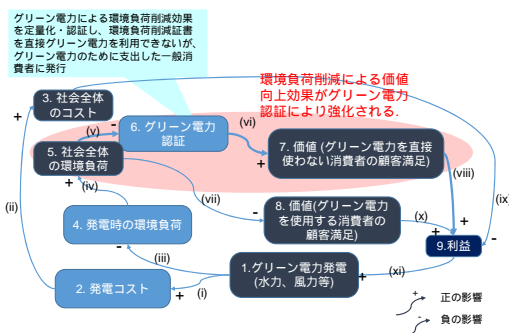 グリーン電力による環境負荷削減効果
を定量化・認証し、環境負荷削減証書
を直接グリーン電力を利用できないが、
グリーン電力のために支出した一般消
費者に発行
環境負荷削減による価値
向上効果がグリーン電力
認証により強化される.
3. 社会全体
のコスト
+
-
6. グリーン電力
認証
(vi)
(v)
5. 社会全体
の環境負荷
+
7. 価値 (グリーン電力を直接
使わない消費者の顧客満足)
(viii)
(ix)
+
(iv)
(vii)
(ii)
4. 発電時の環境負荷
-
8. 価値(グリーン電力
を使用する消費者の
顧客満足)
(x)
+
+
-
9.利益
-
(iii)
1.グリーン電力発電
(水力、風力等)
+
(xi)
2. 発電コスト
+
(i)
+
正の影響
-
負の影響